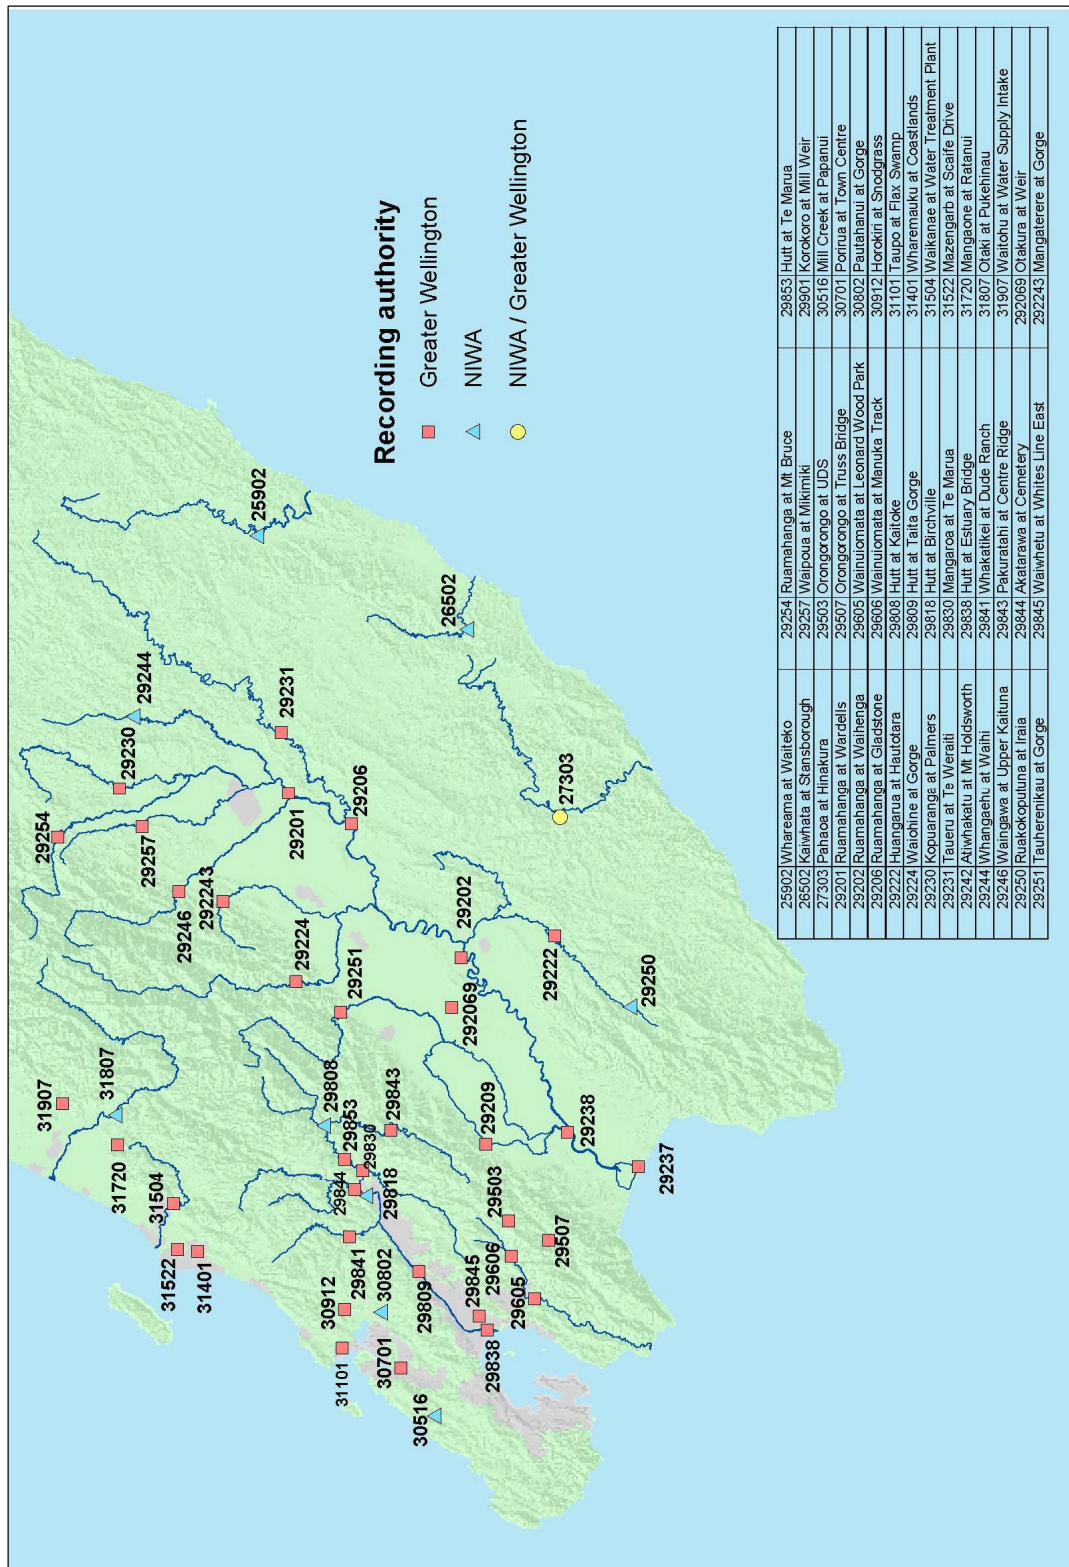 29254
31907
31807
29244
29230
31720
29257
31504
29246
31522
31401
29243
25902
29231
29201
29224
29808
31101
30912
29853
29844
29251
29206
29841
29830
30802
29818
29843
30701
29809
30516
26502
29202
292069
29845
29838
29606
29209
29503
29605
27303
29222
29507
29238
29250
29237
Recording authority
Greater Wellington
NIWA
NIWA / Greater Wellington
25902 Whareama at Waiteko 29254 Ruamahanga at Mt Bruce 29853 Hutt at Te Marua
26502 Kaiwhata at Stansborough 29257 Waipoua at Mikimiki 29901 Korokoro at Mill Weir
27303 Pahaoa at Hinakura 29503 Orongorongo at UDS 30516 Mill Creek at Papanui
29201 Ruamahanga at Wardells 29507 Orrongorongo at Truss Bridge 30701 Porirua at Town Centre
29202 Ruamahanga at Waihenga 29605 Wainuiomata at Leonard Wood Park 30802 Pautahanui at Gorge
29206 Rumahanga at Gladstone 29606 Wainuiomata at Manuka Track 30912 Horokiri at Snodgrass
29222 Huangarua at Hautotara 29808 Hutt at Kaitoke 31101 Taupo at Flax Swamp
29224 Waiohine at Gorge 29809 Hutt at Taita Gorge 31401 Wharemauku at Coastlands
29230 Kopuaranga at Palmers 29818 Hutt at Birchville 31504 Waikanae at Water Treatment Plant
29231 Taueru at Te Weraiti 29830 Mangaroa at Te Marua 31522 Mazengarb at Scaife Drive
29242 Atiwhakatu at Mt Holdsworth 29838 Hutt at Estuary Bridge 31720 Mangaone at Ratanui
29244 Whangaehu at Waihi 29841 Whakatikei at Dude Ranch 31807 Otaki at Pukehinau
29246 Waingawa at Upper Kaituna 29843 Pakuratahi at Centre Ridge 31907 Waitohu at Water Supply Intake
29250 Ruakokoputuna at Iraia 29844 Akatarawa at Cemetery 292069 Otakura at Weir
29251 Tauherenikau at Gorge 29845 Waiwhetu at Whites Line East 292243 Mangaterere at Gorge